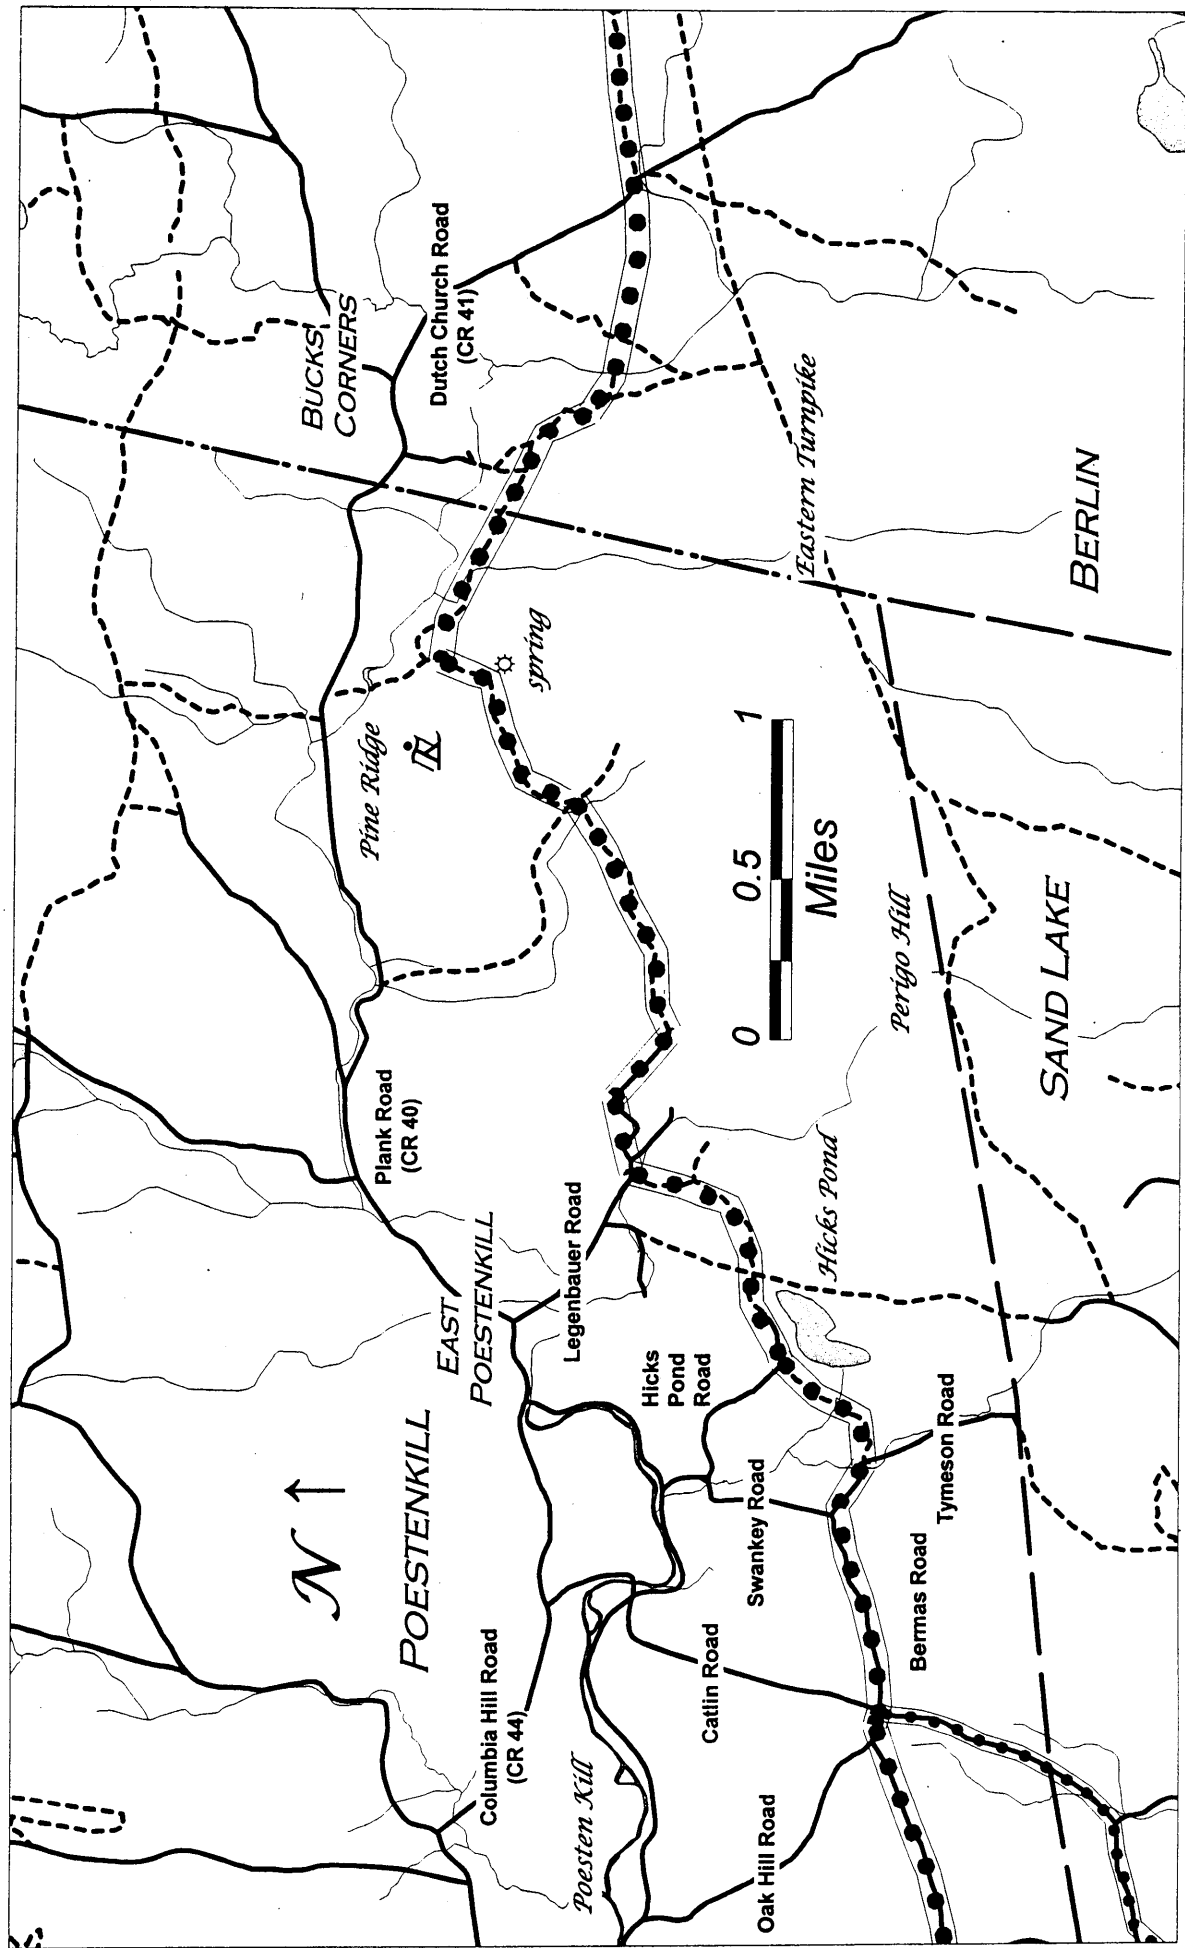 BUCKS
CORNERS
Dutch Church Road
(CR 41)
Eastern Turnpike
BERLIN
Pine Ridge
spring
Plank Road
(CR 40)
0 0.5 1
Miles
Perigo Hill
SAND LAKE
EAST
POESTENKILL
Legenbauer Road
Hicks Pond
Hicks
Pond
Road
N
POESTENKILL
Swankey Road
Tymeson Road
Bermas Road
Columbia Hill Road
(CR 44)
Catlin Road
Poesten Kill
Oak Hill Road